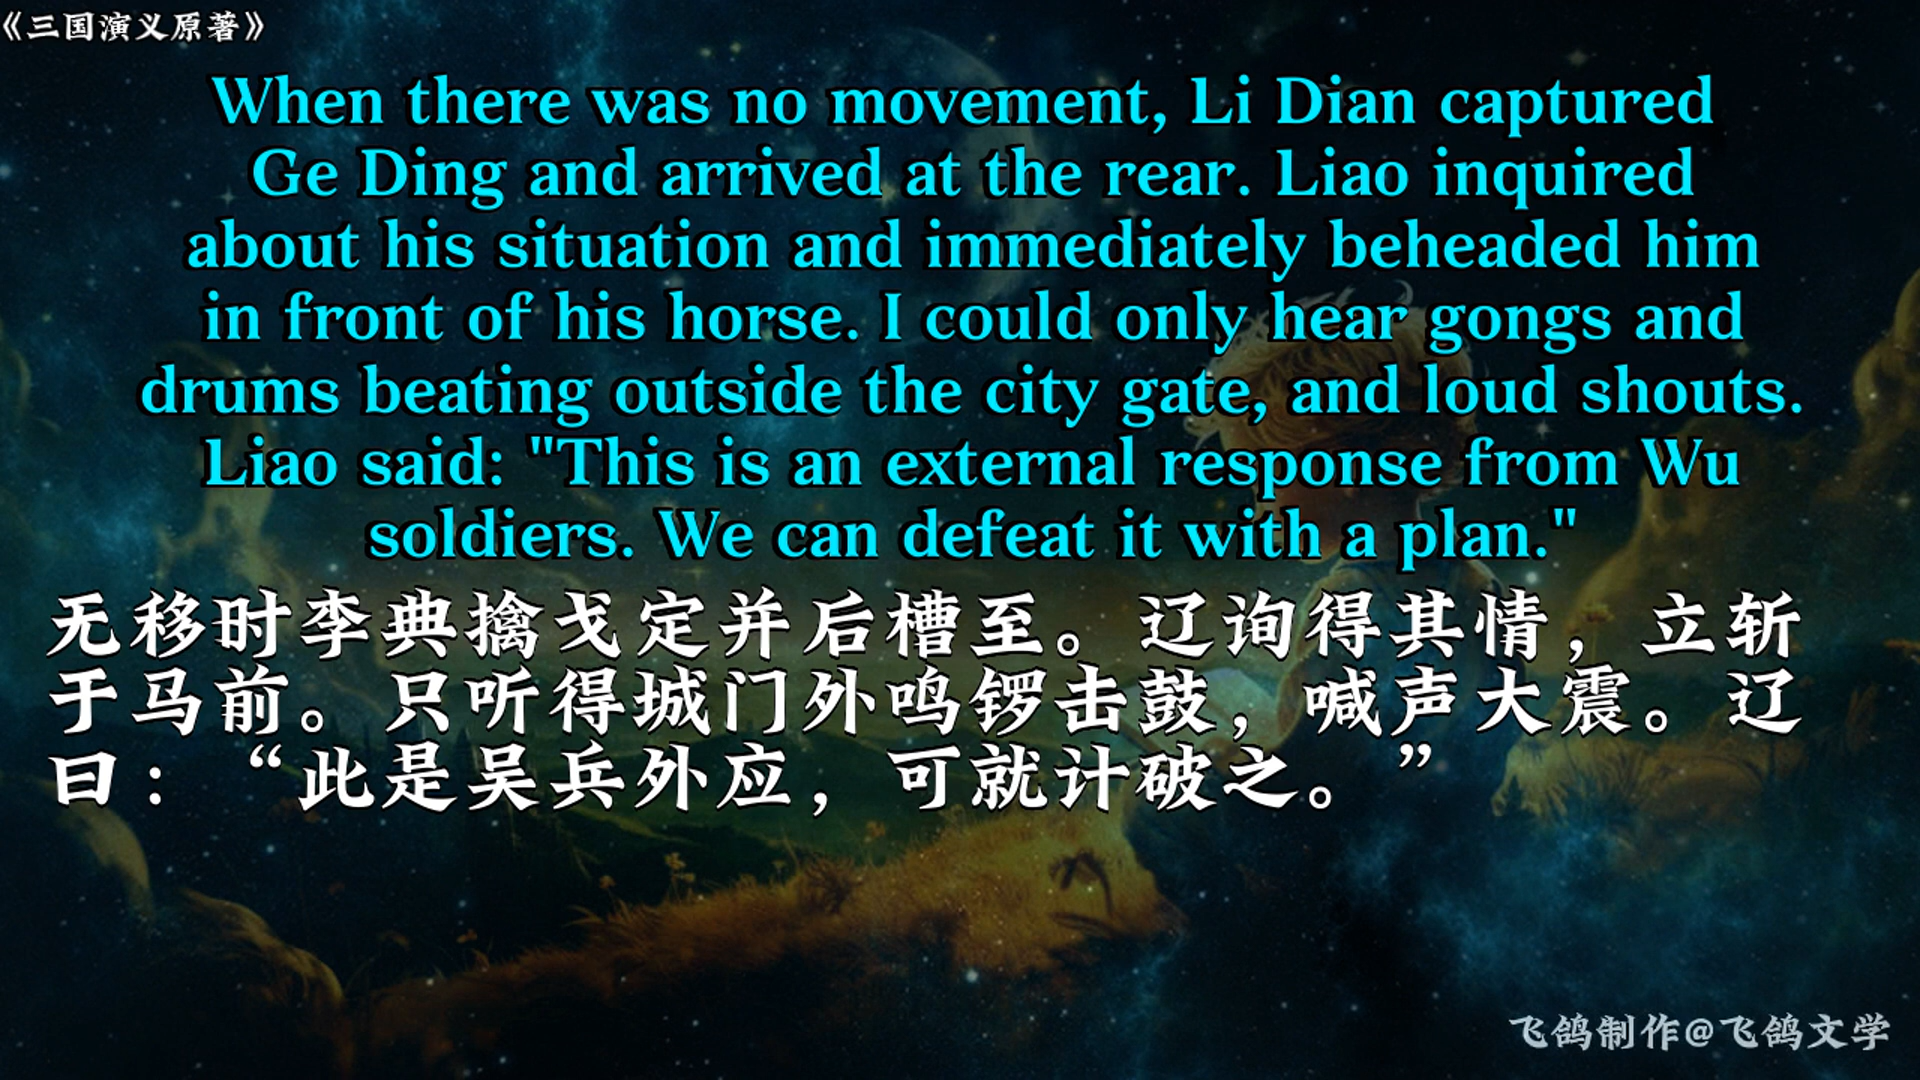 《三国演义原著》
When there was no movement, Li Dian captured
Ge Ding and arrived at the rear. Liao inquired
about his situation and immediately beheaded him
in front of his horse. I could only hear gongs and
drums beating outside the city gate, and loud shouts.
Liao said: "This is an external response from Wu
soldiers. We can defeat it with a plan."
无移时李典擒戈定并后槽至。辽询得其情，立斩
于马前。只听得城门外鸣锣击鼓，喊声大震。辽
曰：“此是吴兵外应，可就计破之。”
飞鸽制作@飞鸽文学